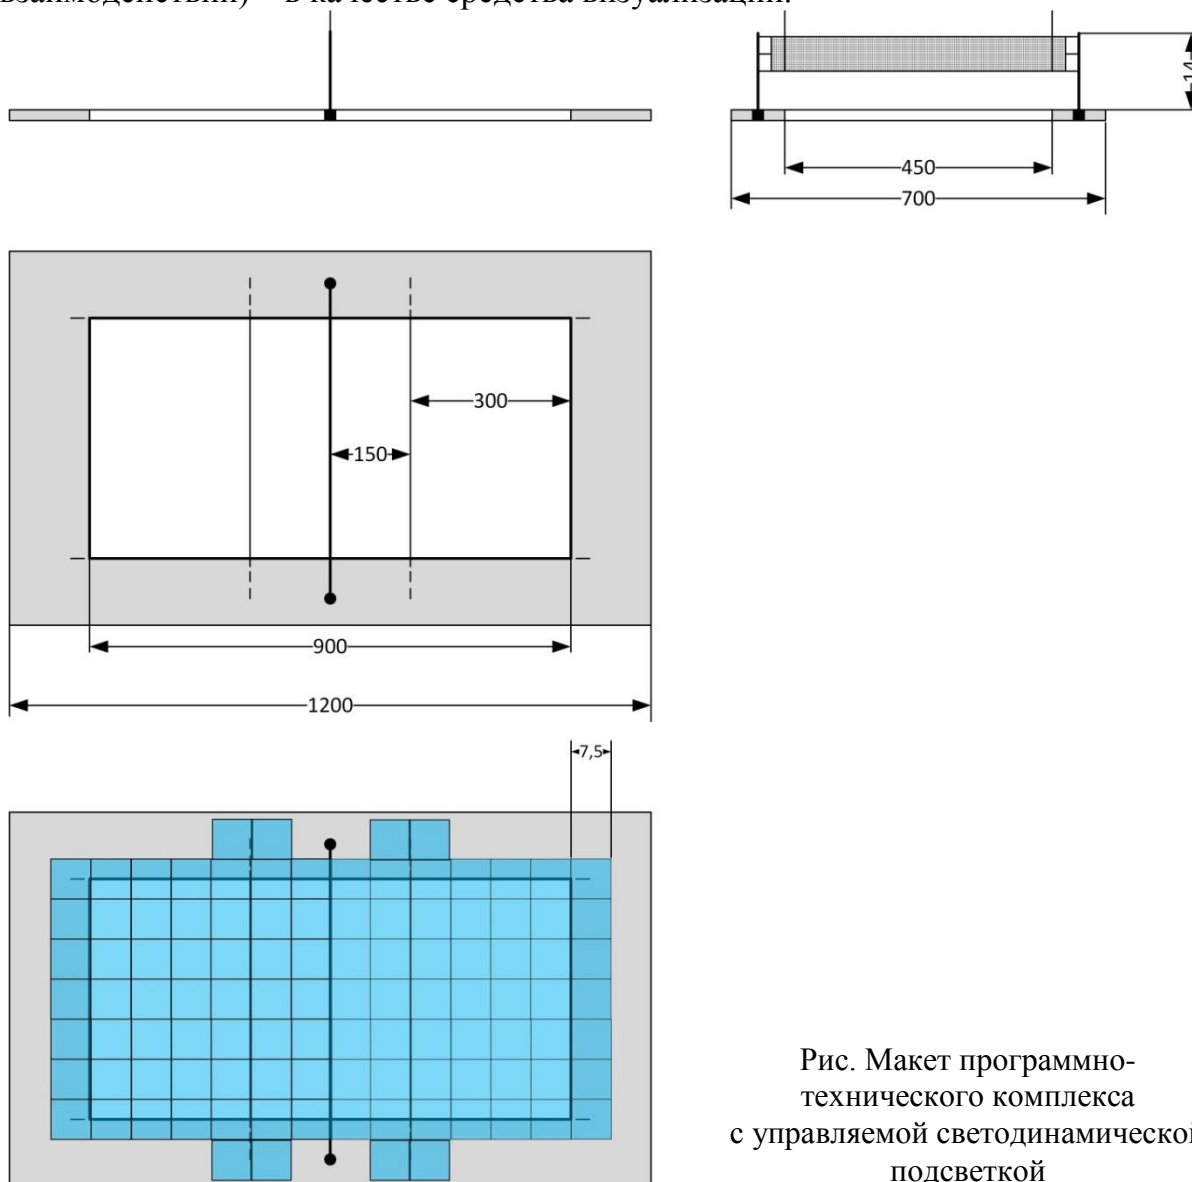 взаимодействий) – в качестве средства визуализации.
14
450
700
300
150
900
1200
7,5
Рис. Макет программно-
технического комплекса
с управляемой светодинамической
подсветкой